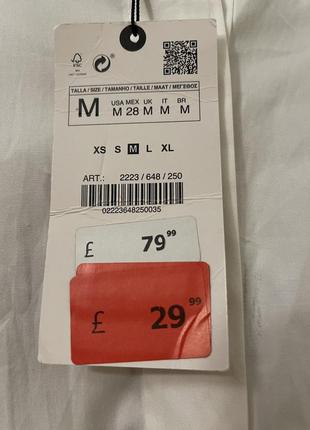 FSC
TALLA / SIZE / TAMANHO / TAILLE / MAAT / ΜΕΓΕΘΟΣ
M
USA MEX UK IT BR
M 28 M M M
XS S M L XL
ART.: 2223 / 648 / 250
02223648250035
£ 79 99
£ 29 99